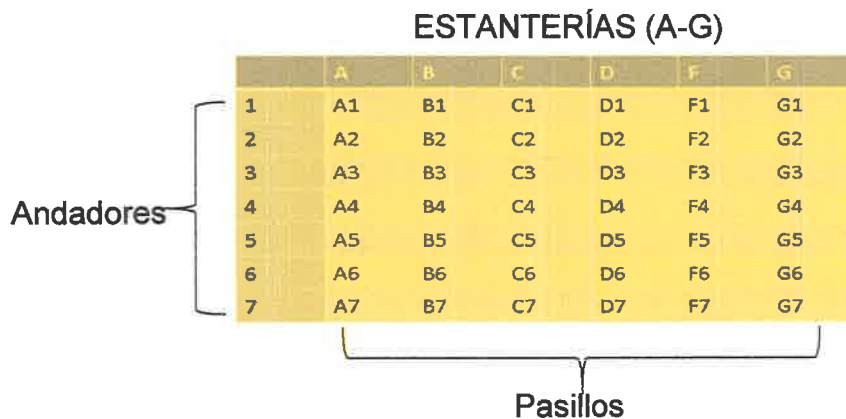 ESTANTERÍAS (A-G)
A B C D F G
1 A1 B1 C1 D1 F1 G1
2 A2 B2 C2 D2 F2 G2
3 A3 B3 C3 D3 F3 G3
Andadores
4 A4 B4 C4 D4 F4 G4
5 A5 B5 C5 D5 F5 G5
6 A6 B6 C6 D6 F6 G6
7 A7 B7 C7 D7 F7 G7
Pasillos